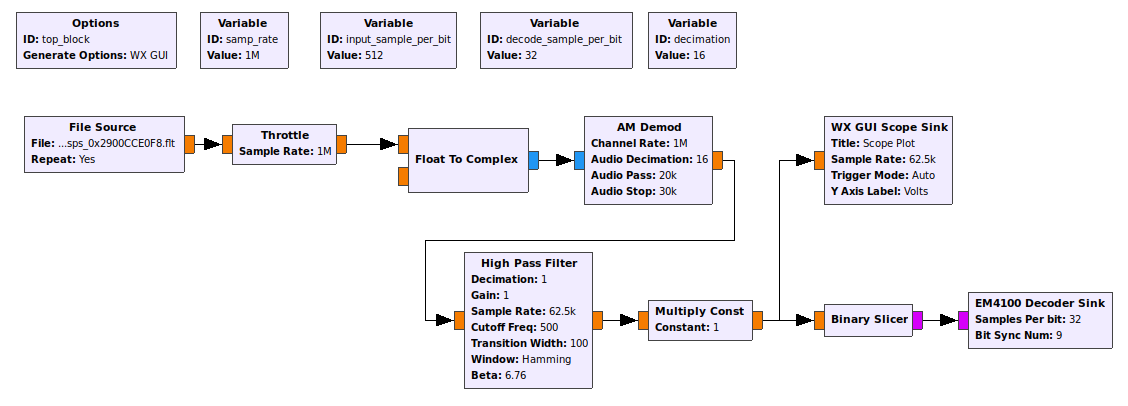 Options
ID: top_block
Generate Options: WX GUI
Variable
ID: samp_rate
Value: 1M
Variable
ID: input_sample_per_bit
Value: 512
Variable
ID: decode_sample_per_bit
Value: 32
Variable
ID: decimation
Value: 16
File Source
File: ...sps_0x2900CCE0F8.flt
Repeat: Yes
Throttle
Sample Rate: 1M
Float To Complex
AM Demod
Channel Rate: 1M
Audio Decimation: 16
Audio Pass: 20k
Audio Stop: 30k
WX GUI Scope Sink
Title: Scope Plot
Sample Rate: 62.5k
Trigger Mode: Auto
Y Axis Label: Volts
High Pass Filter
Decimation: 1
Gain: 1
Sample Rate: 62.5k
Cutoff Freq: 500
Transition Width: 100
Window: Hamming
Beta: 6.76
Multiply Const
Constant: 1
Binary Slicer
EM4100 Decoder Sink
Samples Per bit: 32
Bit Sync Num: 9